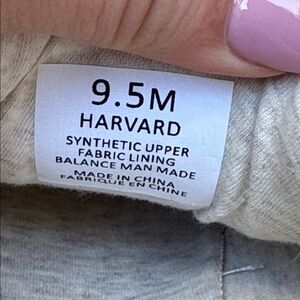 9.5M
HARVARD
SYNTHETIC UPPER
FABRIC LINING
BALANCE MAN MADE
MADE IN CHINA
FABRIQUE EN CHINE